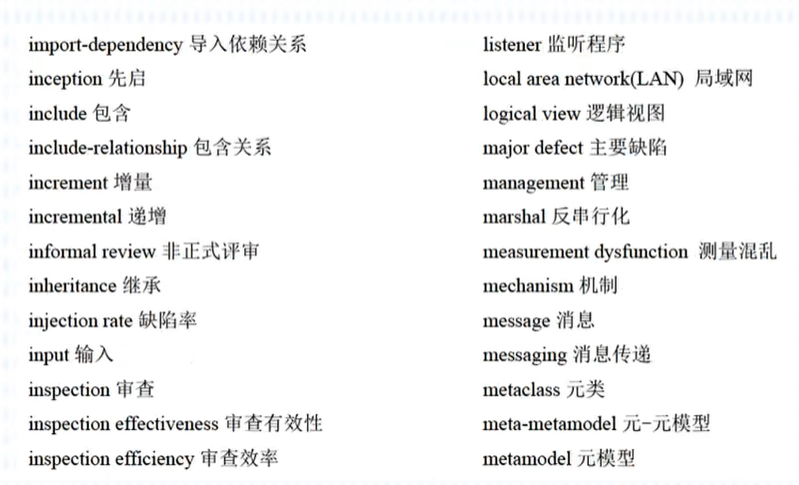 import-dependency 导入依赖关系
inception 先启
include 包含
include-relationship 包含关系
increment 增量
incremental 递增
informal review 非正式评审
inheritance 继承
injection rate 缺陷率
input 输入
inspection 审查
inspection effectiveness 审查有效性
inspection efficiency 审查效率
listener 监听程序
local area network(LAN) 局域网
logical view 逻辑视图
major defect 主要缺陷
management 管理
marshal 反串行化
measurement dysfunction 测量混乱
mechanism 机制
message 消息
messaging 消息传递
metaclass 元类
meta-metamodel 元-元模型
metamodel 元模型